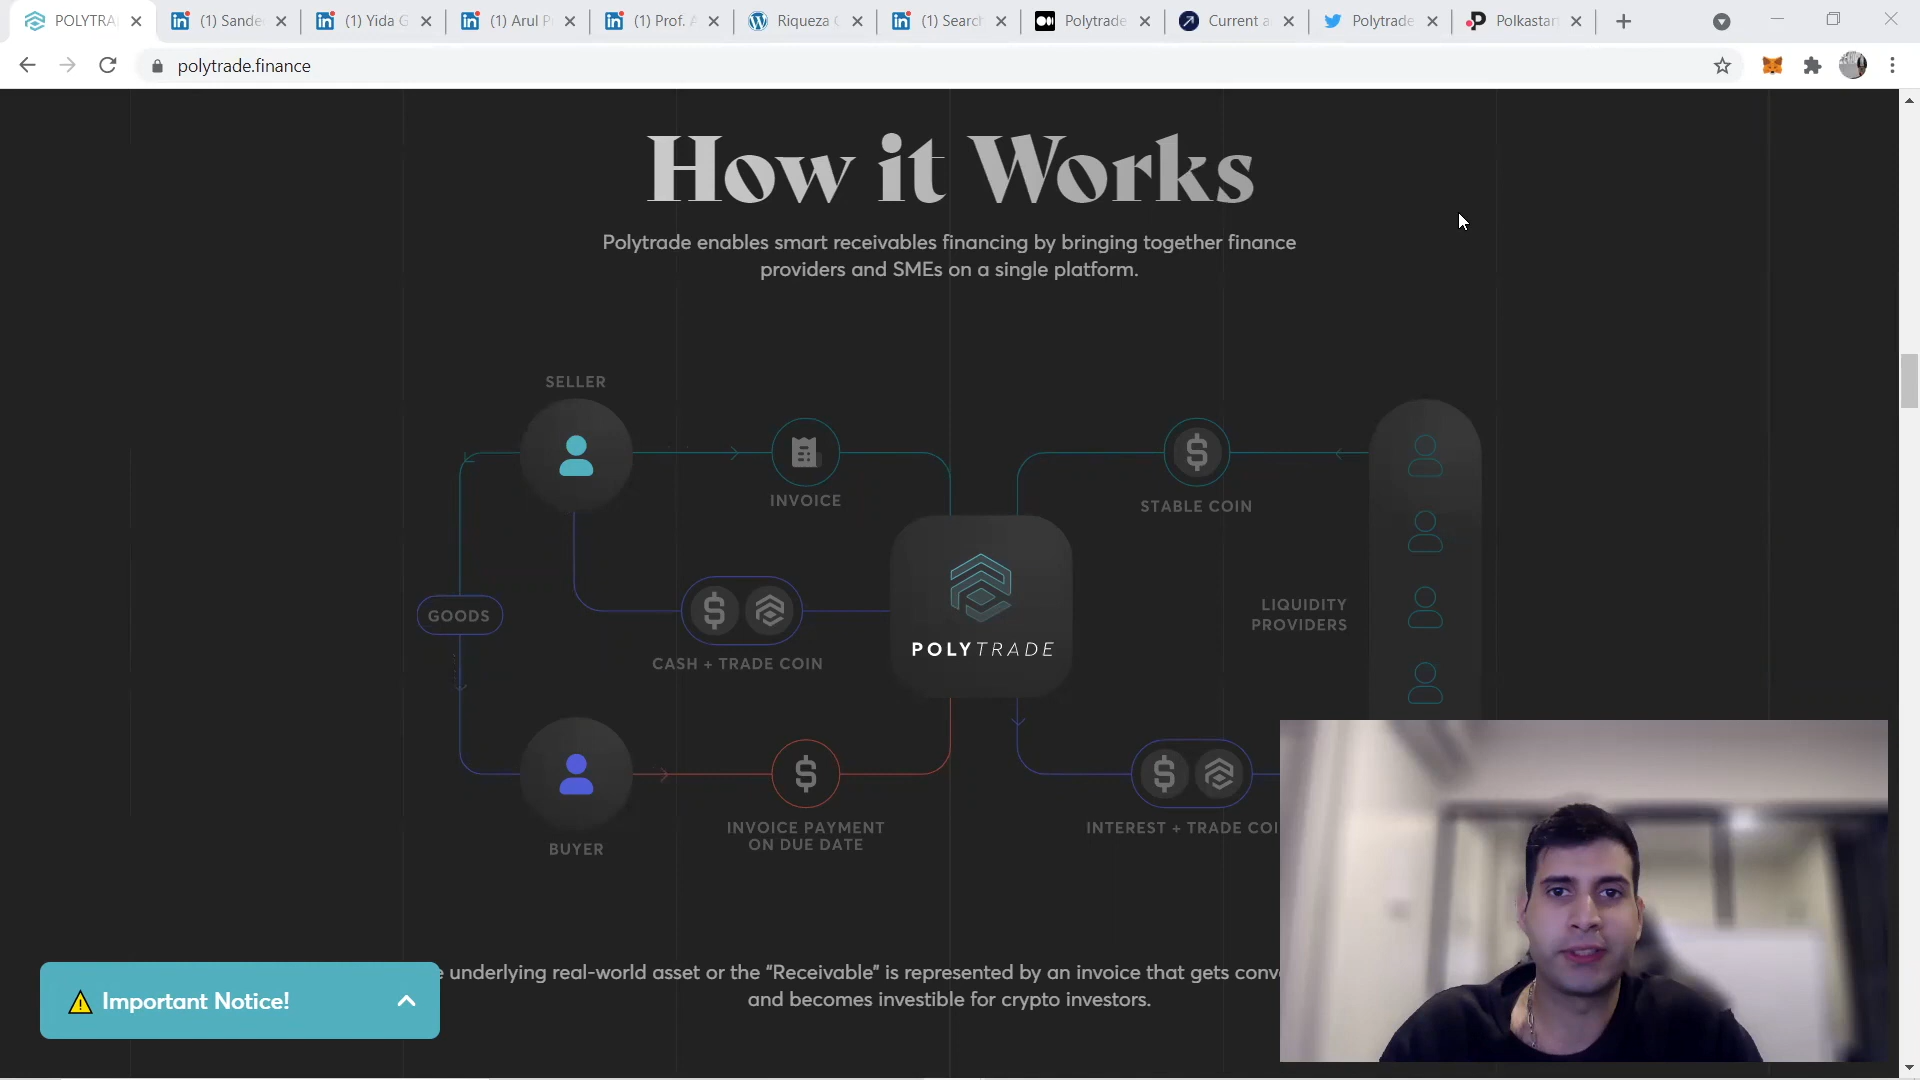 POLYTRA
(1) Sande
(1) Yida G
(1) Arul P
(1) Prof. A
Riqueza
(1) Search
Polytrade
Current a
Polytrade
Polkastar
polytrade.finance
How it Works
Polytrade enables smart receivables financing by bringing together finance
providers and SMEs on a single platform.
SELLER
INVOICE
STABLE COIN
GOODS
CASH + TRADE COIN
POLYTRADE
LIQUIDITY
PROVIDERS
BUYER
INVOICE PAYMENT
ON DUE DATE
INTEREST + TRADE COI
underlying real-world asset or the "Receivable" is represented by an invoice that gets conv
and becomes investible for crypto investors.
Important Notice!